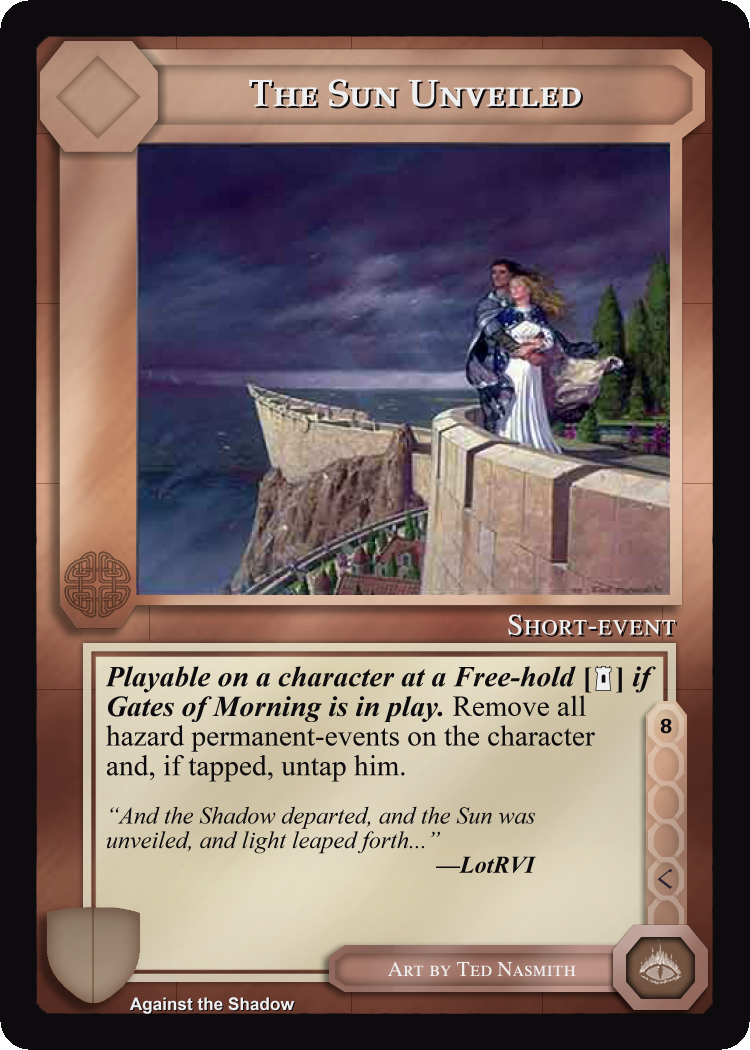 The Sun Unveiled
Short-event
Playable on a character at a Free-hold [] if
Gates of Morning is in play. Remove all
hazard permanent-events on the character
and, if tapped, untap him.
8
“And the Shadow departed, and the Sun was
unveiled, and light leaped forth...”
—LotRVI
Art by Ted Nasmith
Against the Shadow